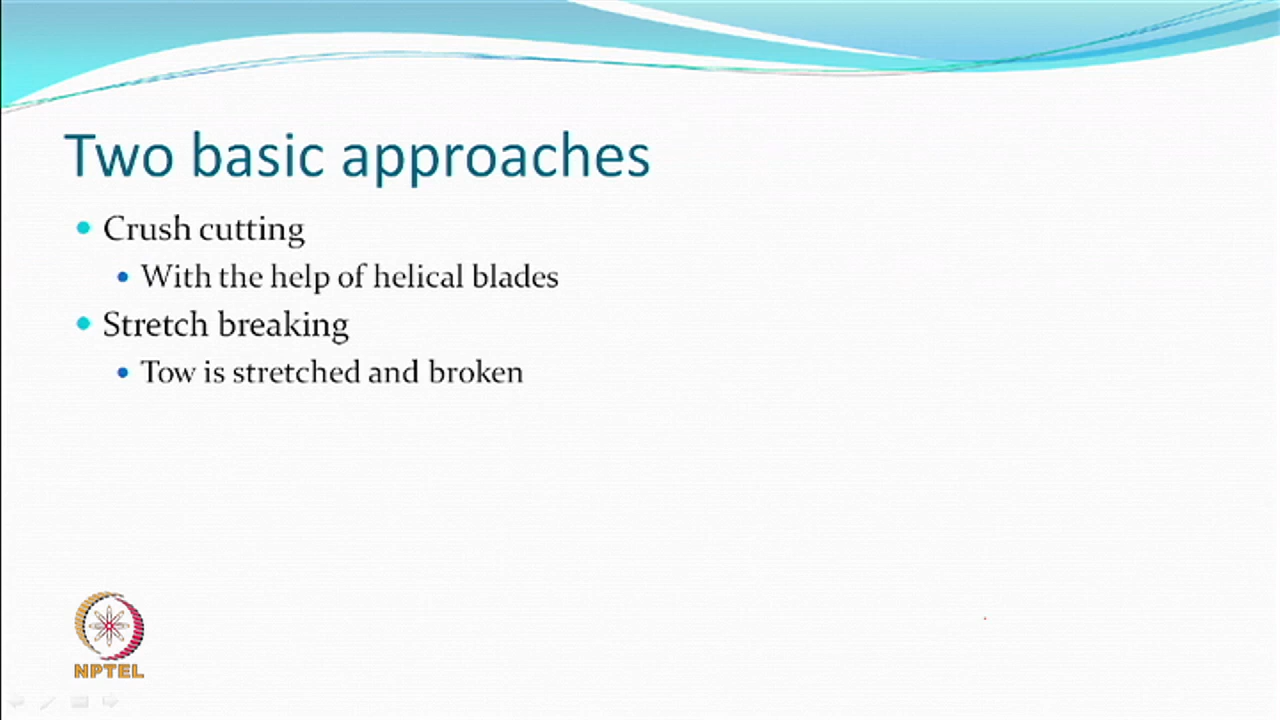 Two basic approaches
Crush cutting
With the help of helical blades
Stretch breaking
Tow is stretched and broken
NPTEL